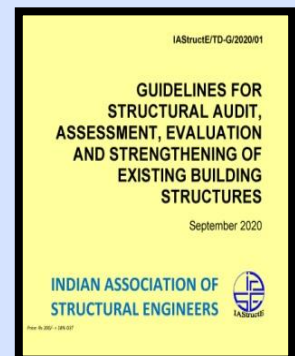 IAStructE/TD-G/2020/01
GUIDELINES FOR
STRUCTURAL AUDIT,
ASSESSMENT, EVALUATION
AND STRENGTHENING OF
EXISTING BUILDING
STRUCTURES
September 2020
INDIAN ASSOCIATION OF
STRUCTURAL ENGINEERS
IAStructE